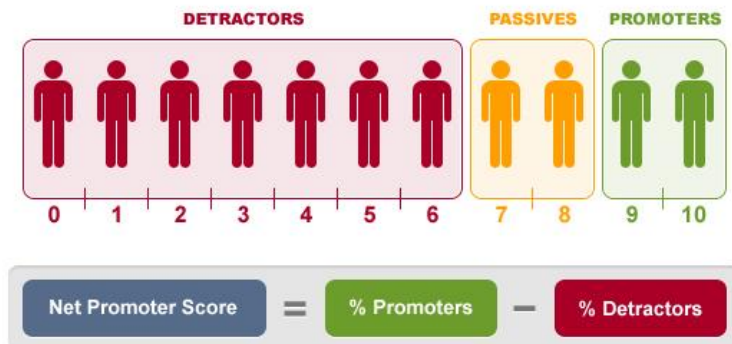 DETRACTORS PASSIVES PROMOTERS
0 1 2 3 4 5 6 7 8 9 10
Net Promoter Score = % Promoters − % Detractors